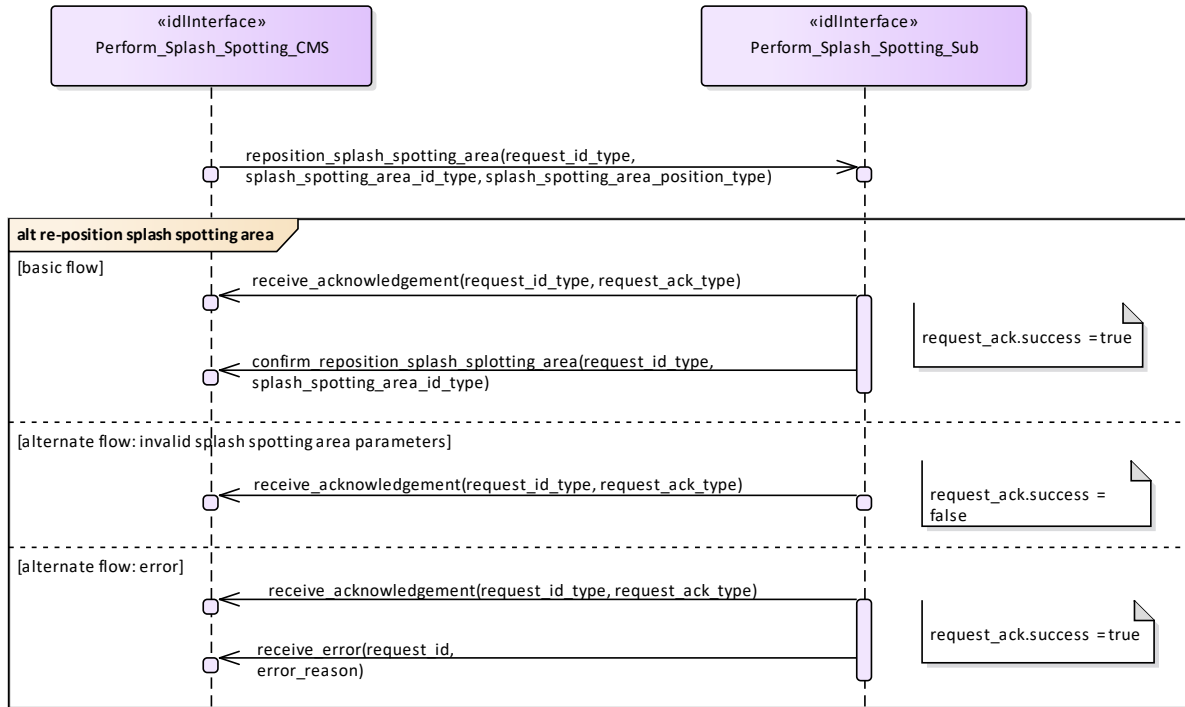 «idlInterface»
Perform_Splash_Spotting_CMS
«idlInterface»
Perform_Splash_Spotting_Sub
reposition_splash_spotting_area(request_id_type,
splash_spotting_area_id_type, splash_spotting_area_position_type)
alt re-position splash spotting area
[basic flow]
receive_acknowledgement(request_id_type, request_ack_type)
request_ack.success = true
confirm_reposition_splash_splotting_area(request_id_type,
splash_spotting_area_id_type)
[alternate flow: invalid splash spotting area parameters]
receive_acknowledgement(request_id_type, request_ack_type)
request_ack.success =
false
[alternate flow: error]
receive_acknowledgement(request_id_type, request_ack_type)
request_ack.success = true
receive_error(request_id,
error_reason)